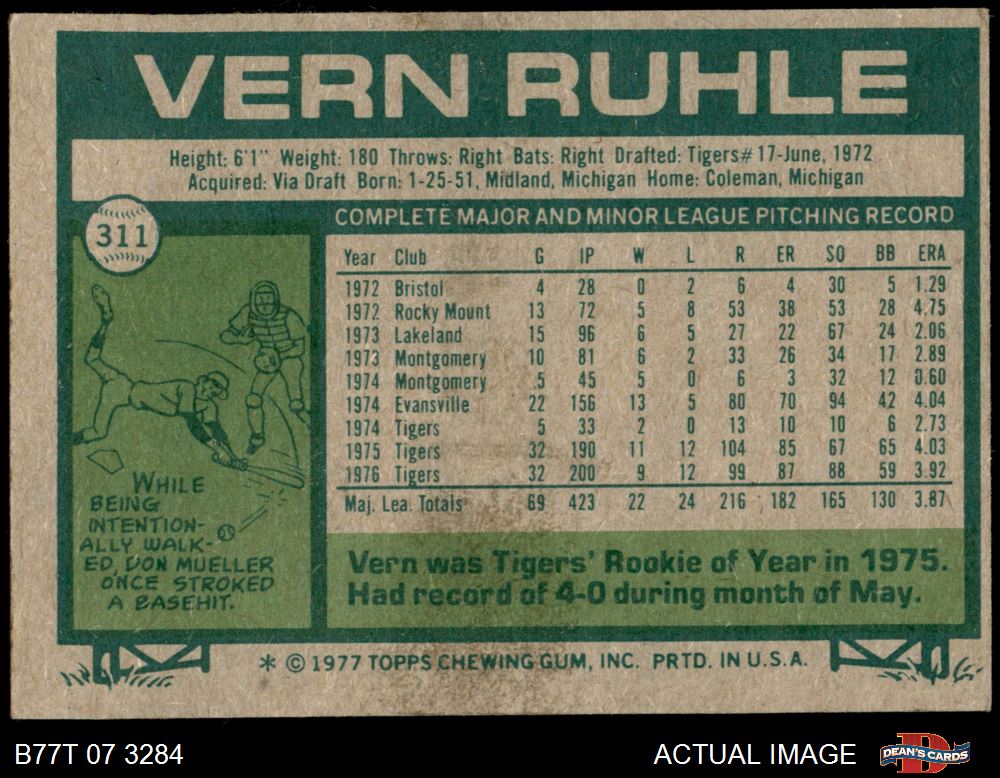 VERN RUHLE
Height: 6'1" Weight: 180 Throws: Right Bats: Right Drafted: Tigers #17-June, 1972
Acquired: Via Draft Born: 1-25-51, Midland, Michigan Home: Coleman, Michigan
311
COMPLETE MAJOR AND MINOR LEAGUE PITCHING RECORD
Year Club G IP W L R ER SO BB ERA
1972 Bristol 4 28 0 2 6 4 30 5 1.29
1972 Rocky Mount 13 72 5 8 53 38 53 28 4.75
1973 Lakeland 15 96 6 5 27 22 67 24 2.06
1973 Montgomery 10 81 6 2 33 26 34 17 2.89
1974 Montgomery 5 45 5 0 6 3 32 12 0.60
1974 Evansville 22 156 13 5 80 70 94 42 4.04
1974 Tigers 5 33 2 0 13 10 10 6 2.73
1975 Tigers 32 190 11 12 104 85 67 65 4.03
1976 Tigers 32 200 9 12 99 87 88 59 3.92
Maj. Lea. Totals 69 423 22 24 216 182 165 130 3.87
WHILE
BEING
INTENTION-
ALLY WALK-
ED, DON MUELLER
ONCE STROKED
A BASEHIT.
Vern was Tigers' Rookie of Year in 1975.
Had record of 4-0 during month of May.
* © 1977 TOPPS CHEWING GUM, INC. PRTD. IN U.S.A.
B77T 07 3284
ACTUAL IMAGE
DEAN'S CARDS